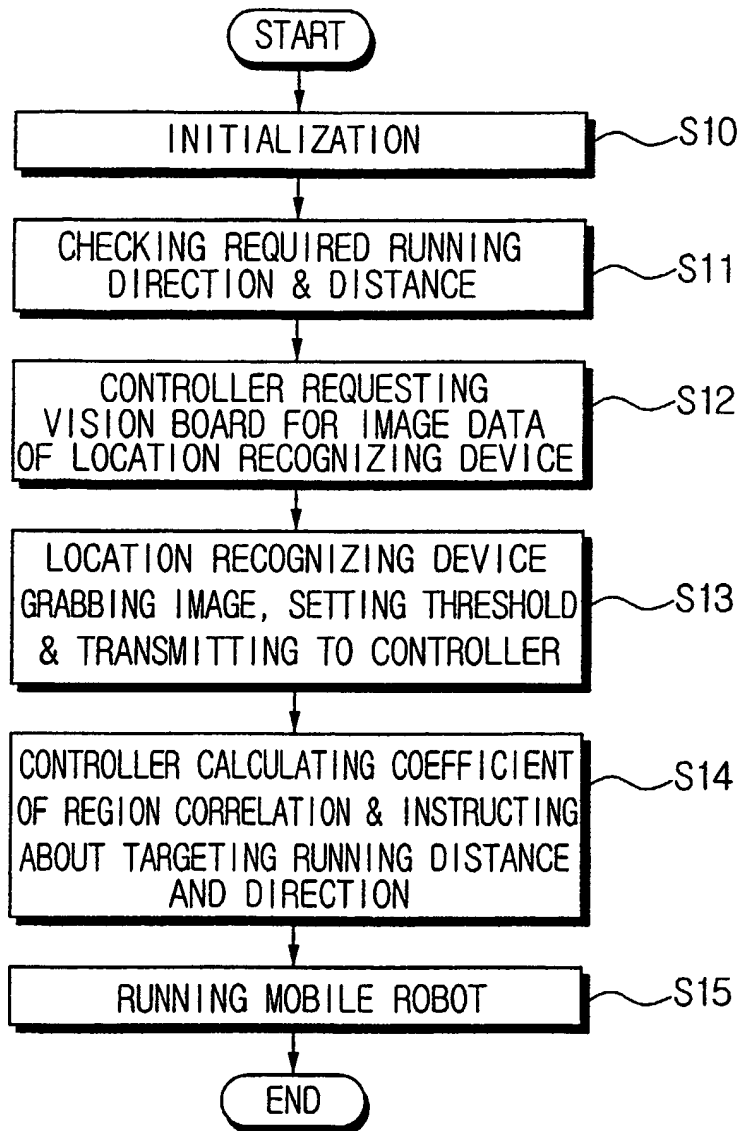 START
INITIALIZATION
S10
CHECKING REQUIRED RUNNING
DIRECTION & DISTANCE
S11
CONTROLLER REQUESTING
VISION BOARD FOR IMAGE DATA
OF LOCATION RECOGNIZING DEVICE
S12
LOCATION RECOGNIZING DEVICE
GRABBING IMAGE, SETTING THRESHOLD
& TRANSMITTING TO CONTROLLER
S13
CONTROLLER CALCULATING COEFFICIENT
OF REGION CORRELATION & INSTRUCTING
ABOUT TARGETING RUNNING DISTANCE
AND DIRECTION
S14
RUNNING MOBILE ROBOT
S15
END